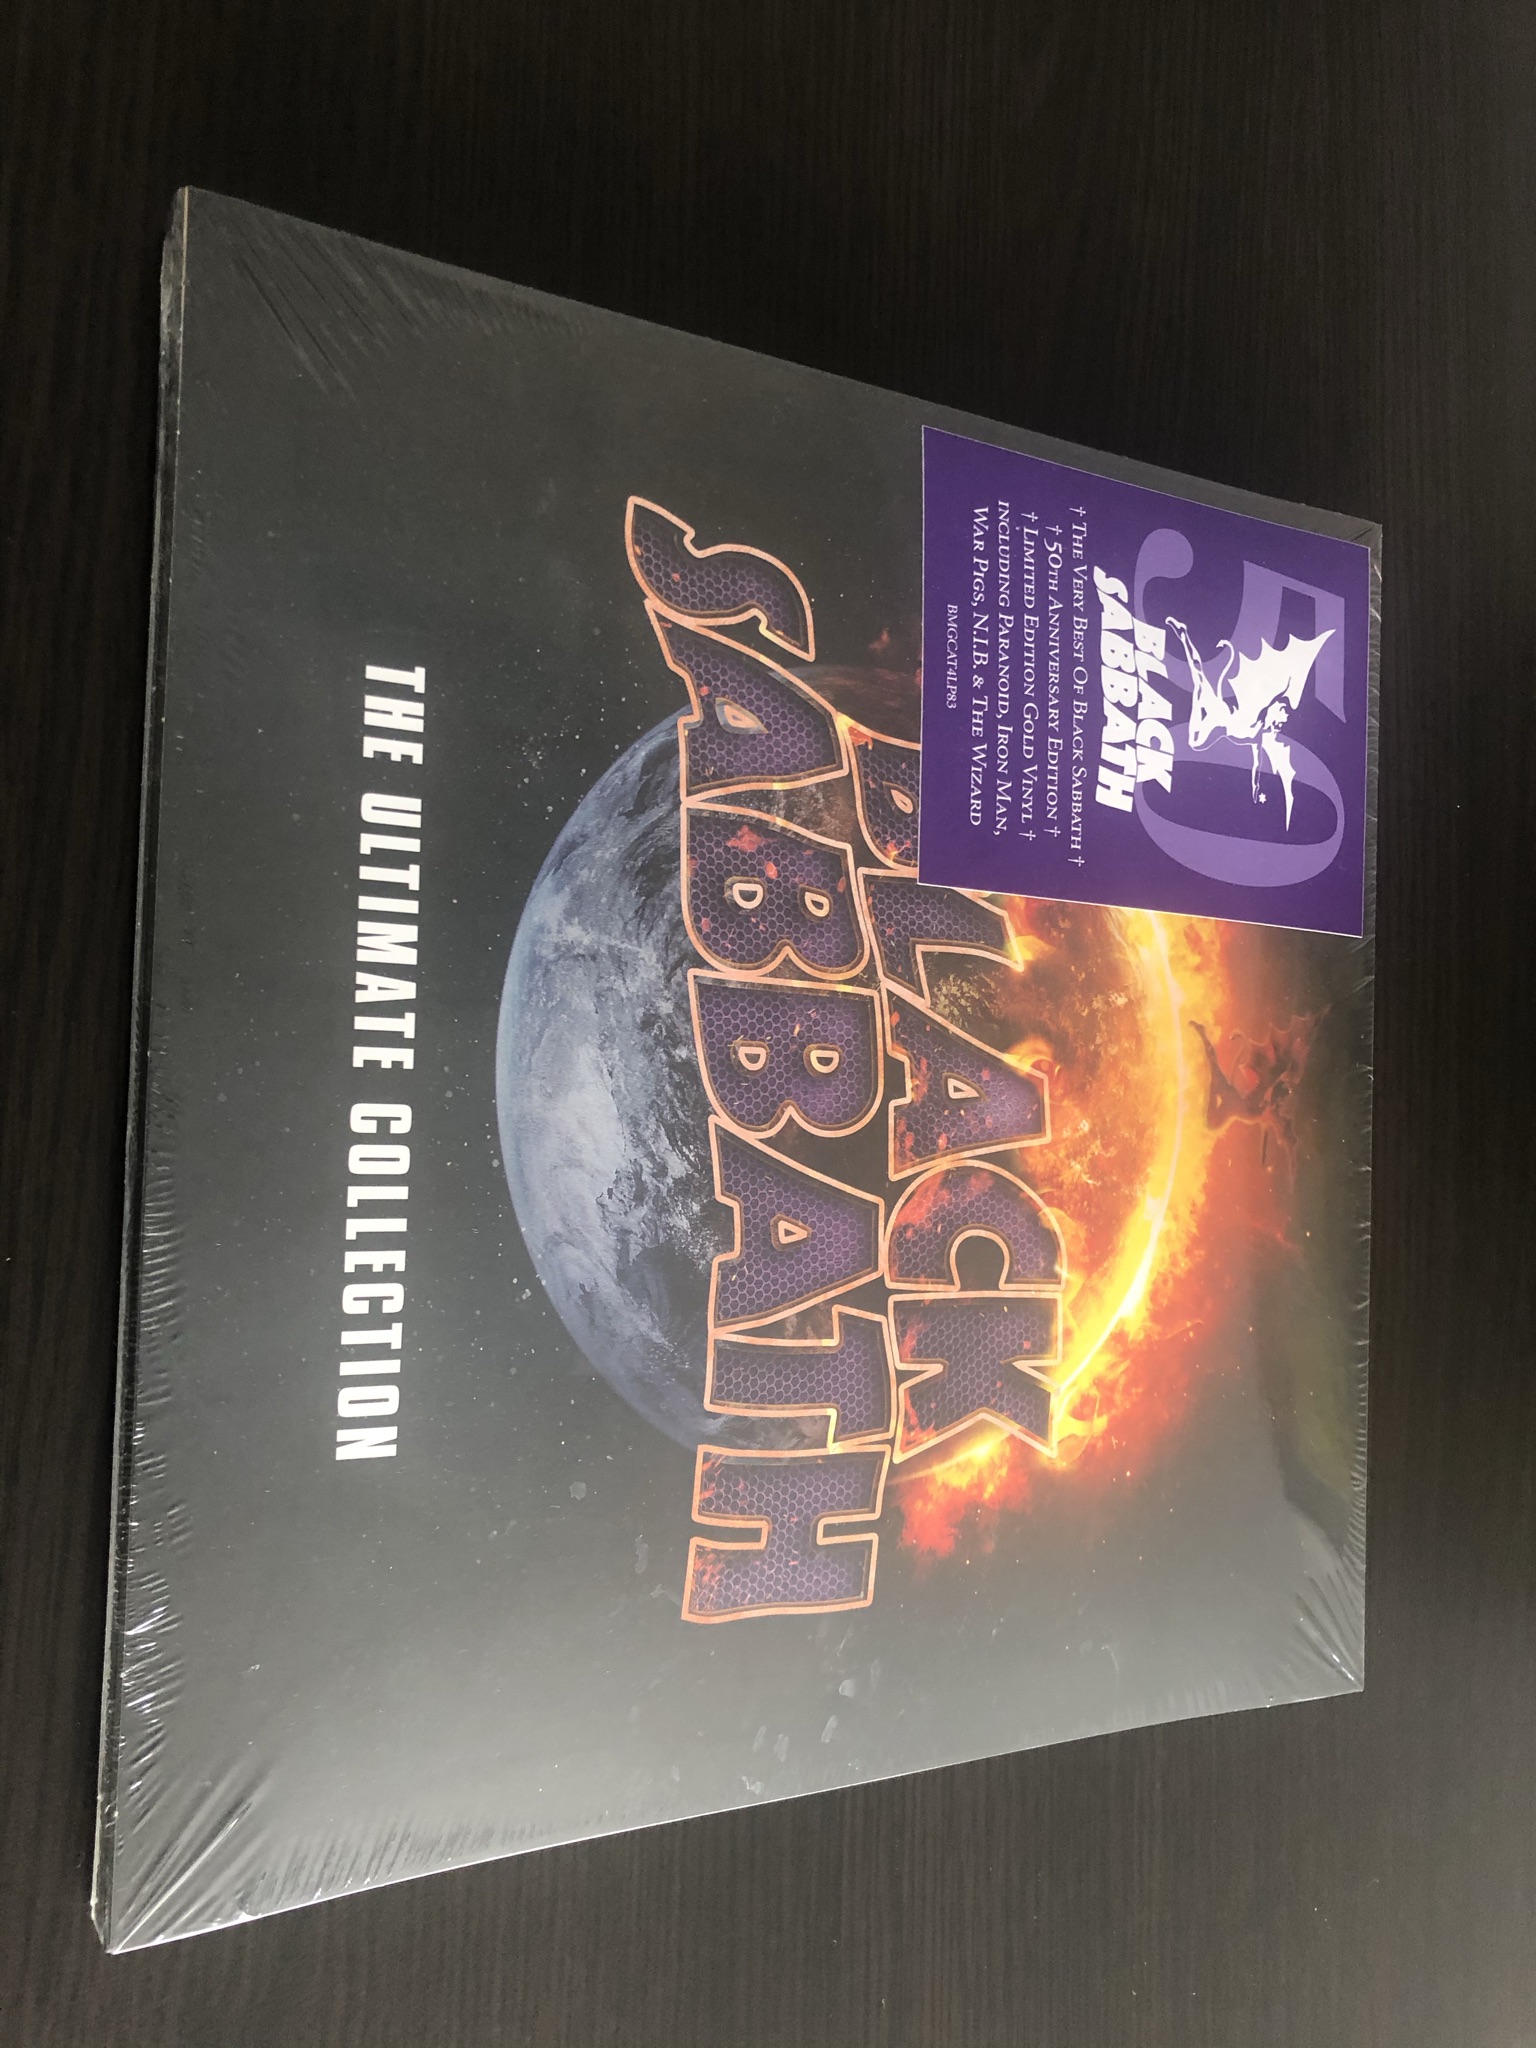 50
BLACK
SABBATH
† THE VERY BEST OF BLACK SABBATH †
† 50TH ANNIVERSARY EDITION †
† LIMITED EDITION GOLD VINYL †
INCLUDING PARANOID, IRON MAN,
WAR PIGS, N.I.B. & THE WIZARD
BMGCAT4LP83
BLACK
SABBATH
THE ULTIMATE COLLECTION